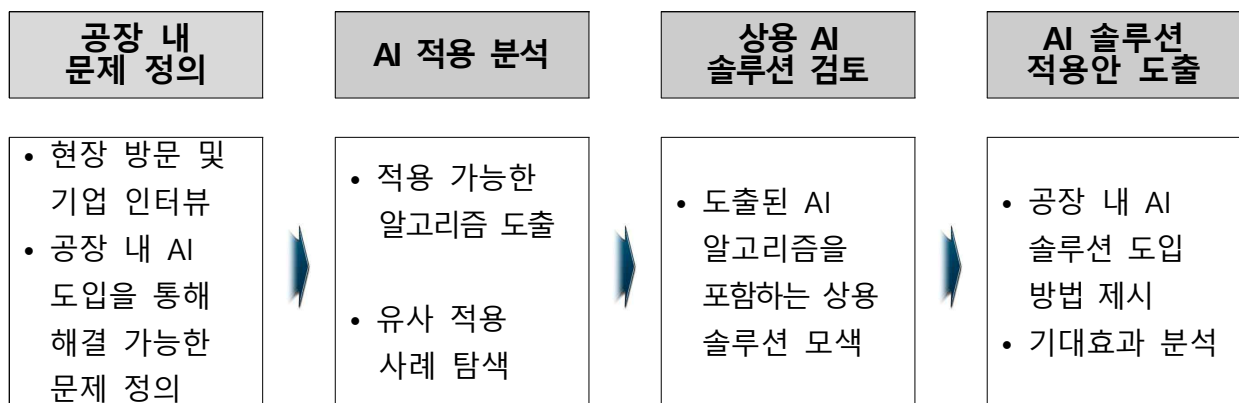 공장 내
문제 정의
AI 적용 분석
상용 AI
솔루션 검토
AI 솔루션
적용안 도출
• 현장 방문 및
기업 인터뷰
• 공장 내 AI
도입을 통해
해결 가능한
문제 정의
• 적용 가능한
알고리즘 도출
• 유사 적용
사례 탐색
• 도출된 AI
알고리즘을
포함하는 상용
솔루션 모색
• 공장 내 AI
솔루션 도입
방법 제시
• 기대효과 분석